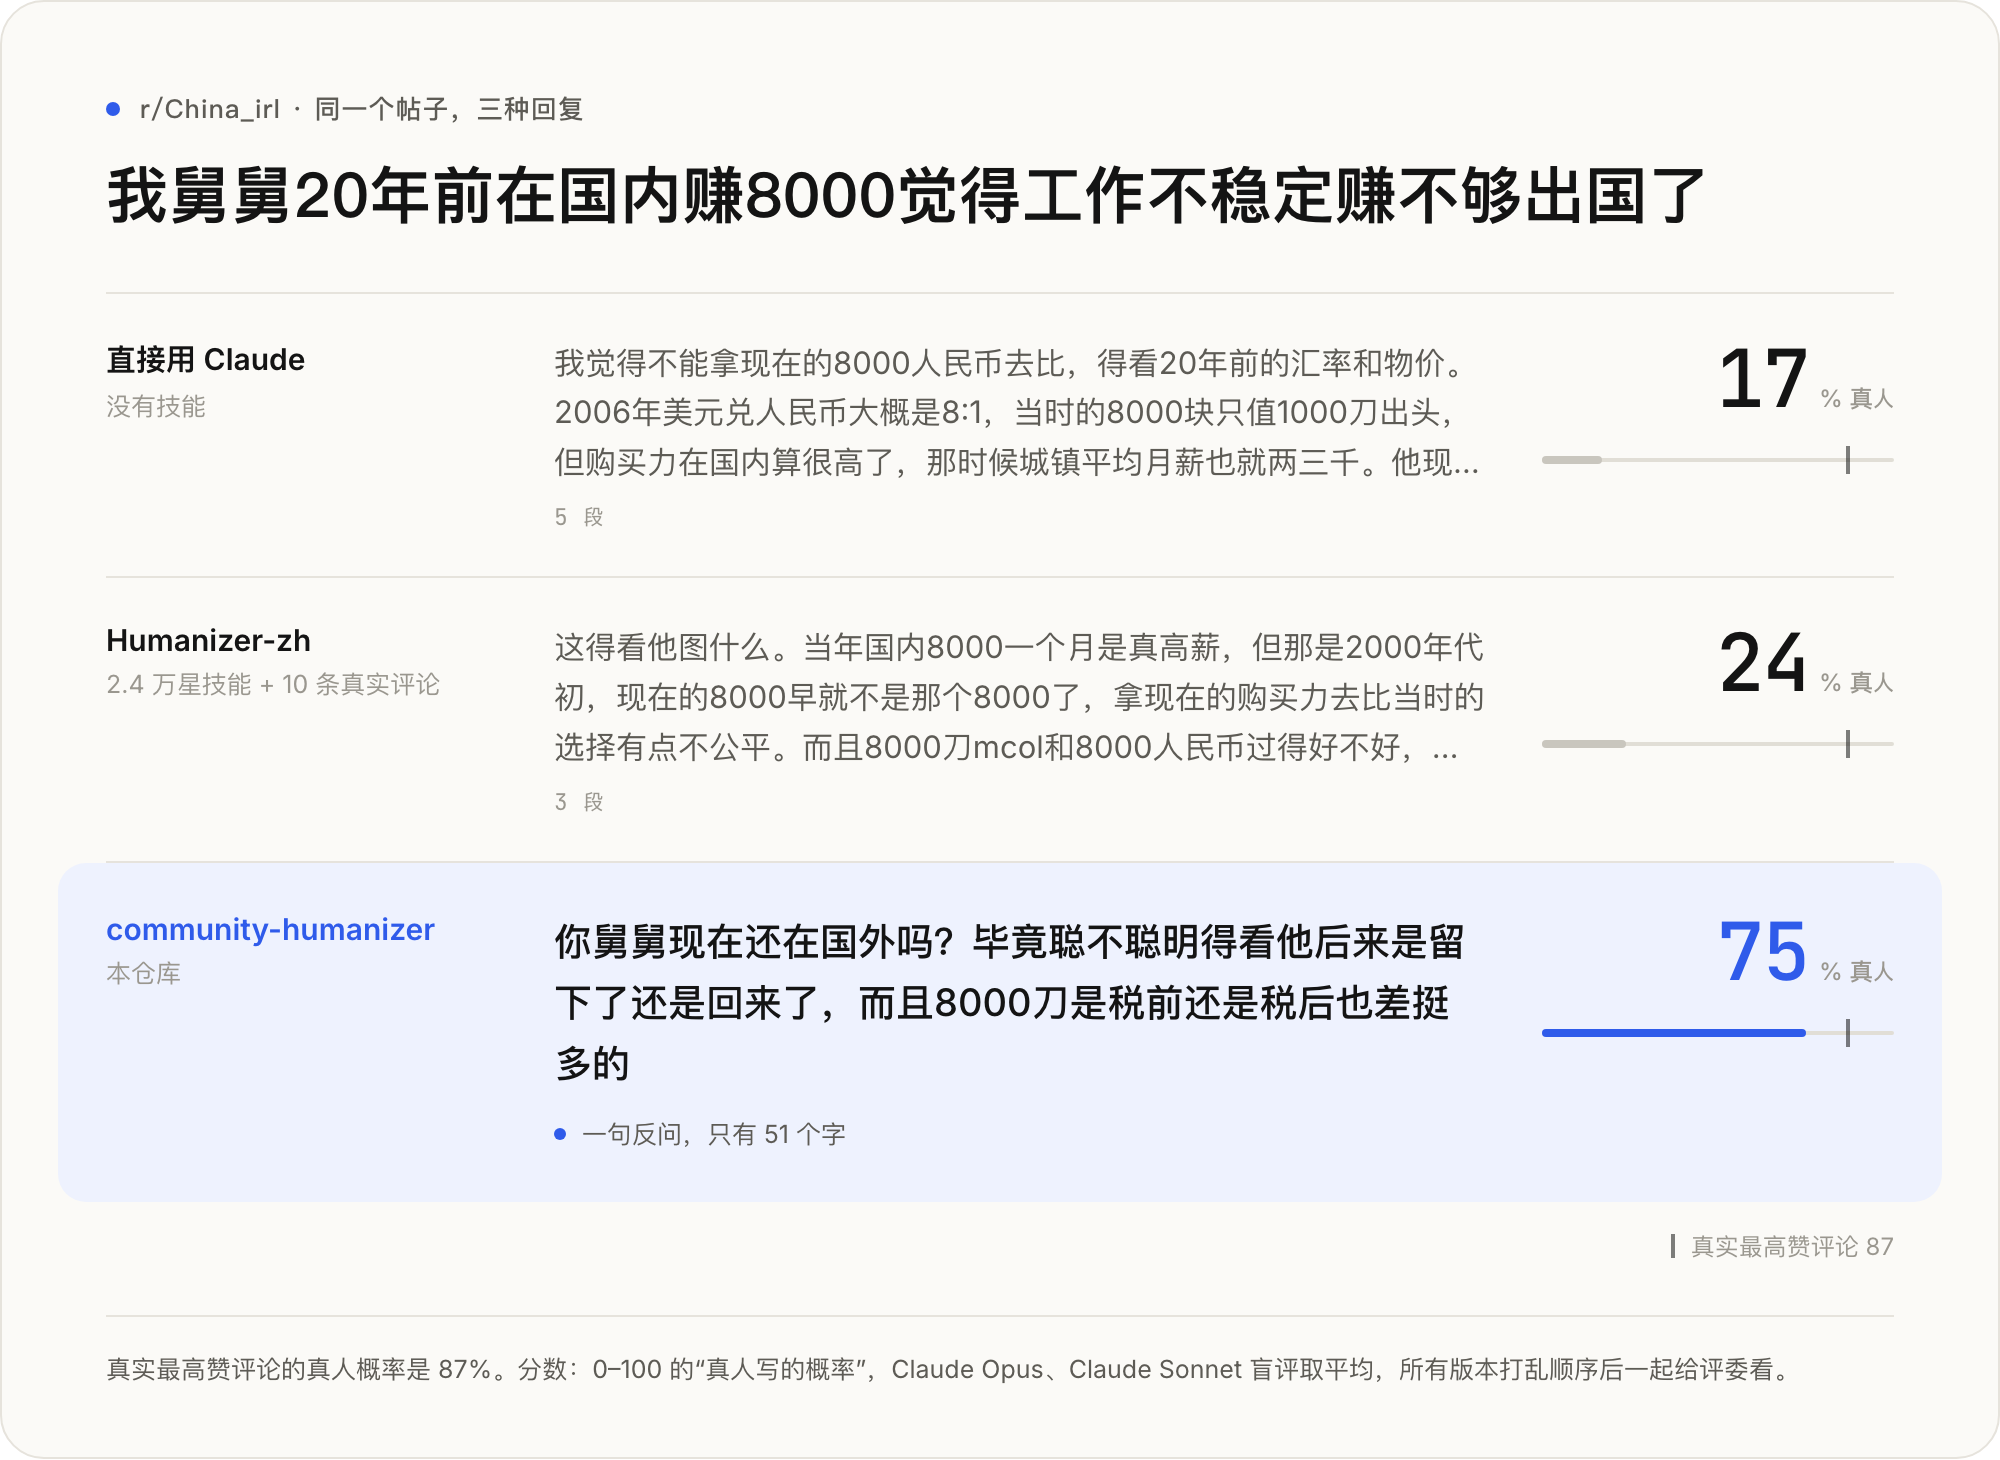 r/China_irl · 同一个帖子，三种回复
我舅舅20年前在国内赚8000觉得工作不稳定赚不够出国了
直接用 Claude
没有技能
我觉得不能拿现在的8000人民币去比，得看20年前的汇率和物价。
2006年美元兑人民币大概是8:1，当时的8000块只值1000刀出头，
但购买力在国内算很高了，那时候城镇平均月薪也就两三千。他现…
5 段
17 % 真人
Humanizer-zh
2.4 万星技能 + 10 条真实评论
这得看他图什么。当年国内8000一个月是真高薪，但那是2000年代
初，现在的8000早就不是那个8000了，拿现在的购买力去比当时的
选择有点不公平。而且8000刀mcol和8000人民币过得好不好，…
3 段
24 % 真人
community-humanizer
本仓库
你舅舅现在还在国外吗？毕竟聪不聪明得看他后来是留
下了还是回来了，而且8000刀是税前还是税后也差挺
多的
一句反问，只有 51 个字
75 % 真人
真实最高赞评论 87
真实最高赞评论的真人概率是 87%。分数：0–100 的“真人写的概率”，Claude Opus、Claude Sonnet 盲评取平均，所有版本打乱顺序后一起给评委看。